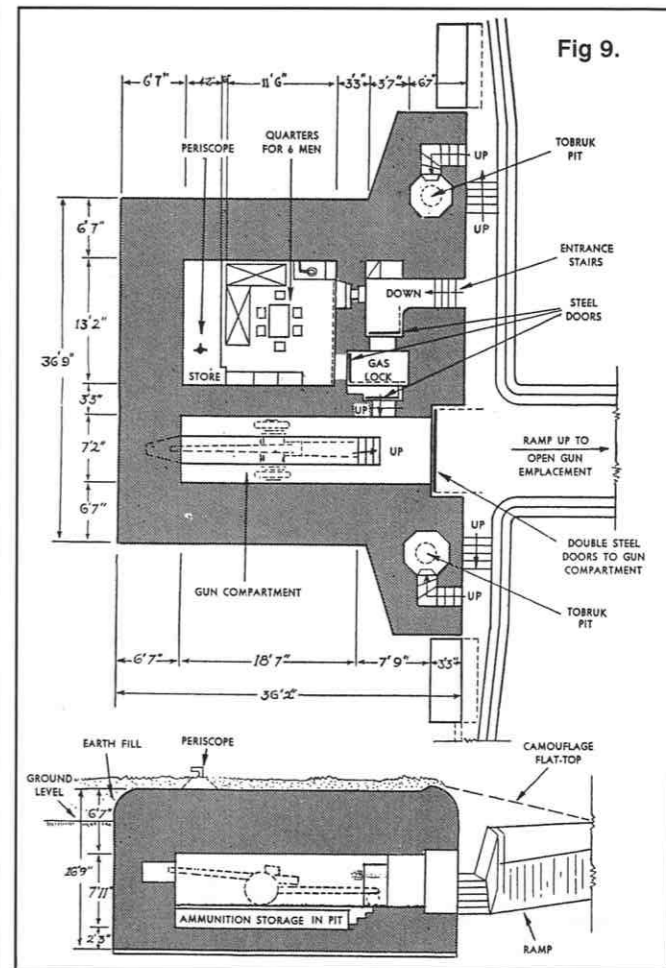 Fig 9.
6'7"
12"
11'6"
3'3"
3'7"
6'7"
PERISCOPE
QUARTERS
FOR 6 MEN
UP
TOBRUK
PIT
UP
6'7"
ENTRANCE
STAIRS
DOWN
STEEL
DOORS
13'2"
36'9"
GAS
LOCK
STORE
3'3"
UP
7'2"
UP
RAMP UP TO
OPEN GUN
EMPLACEMENT
6'7"
UP
DOUBLE STEEL
DOORS TO GUN
COMPARTMENT
GUN COMPARTMENT
UP
TOBRUK
PIT
6'7"
18'7"
7'9"
3'3"
36'2"
EARTH FILL
PERISCOPE
CAMOUFLAGE
FLAT-TOP
GROUND
LEVEL
6'7"
16'9"
7'11"
AMMUNITION STORAGE IN PIT
2'3"
RAMP